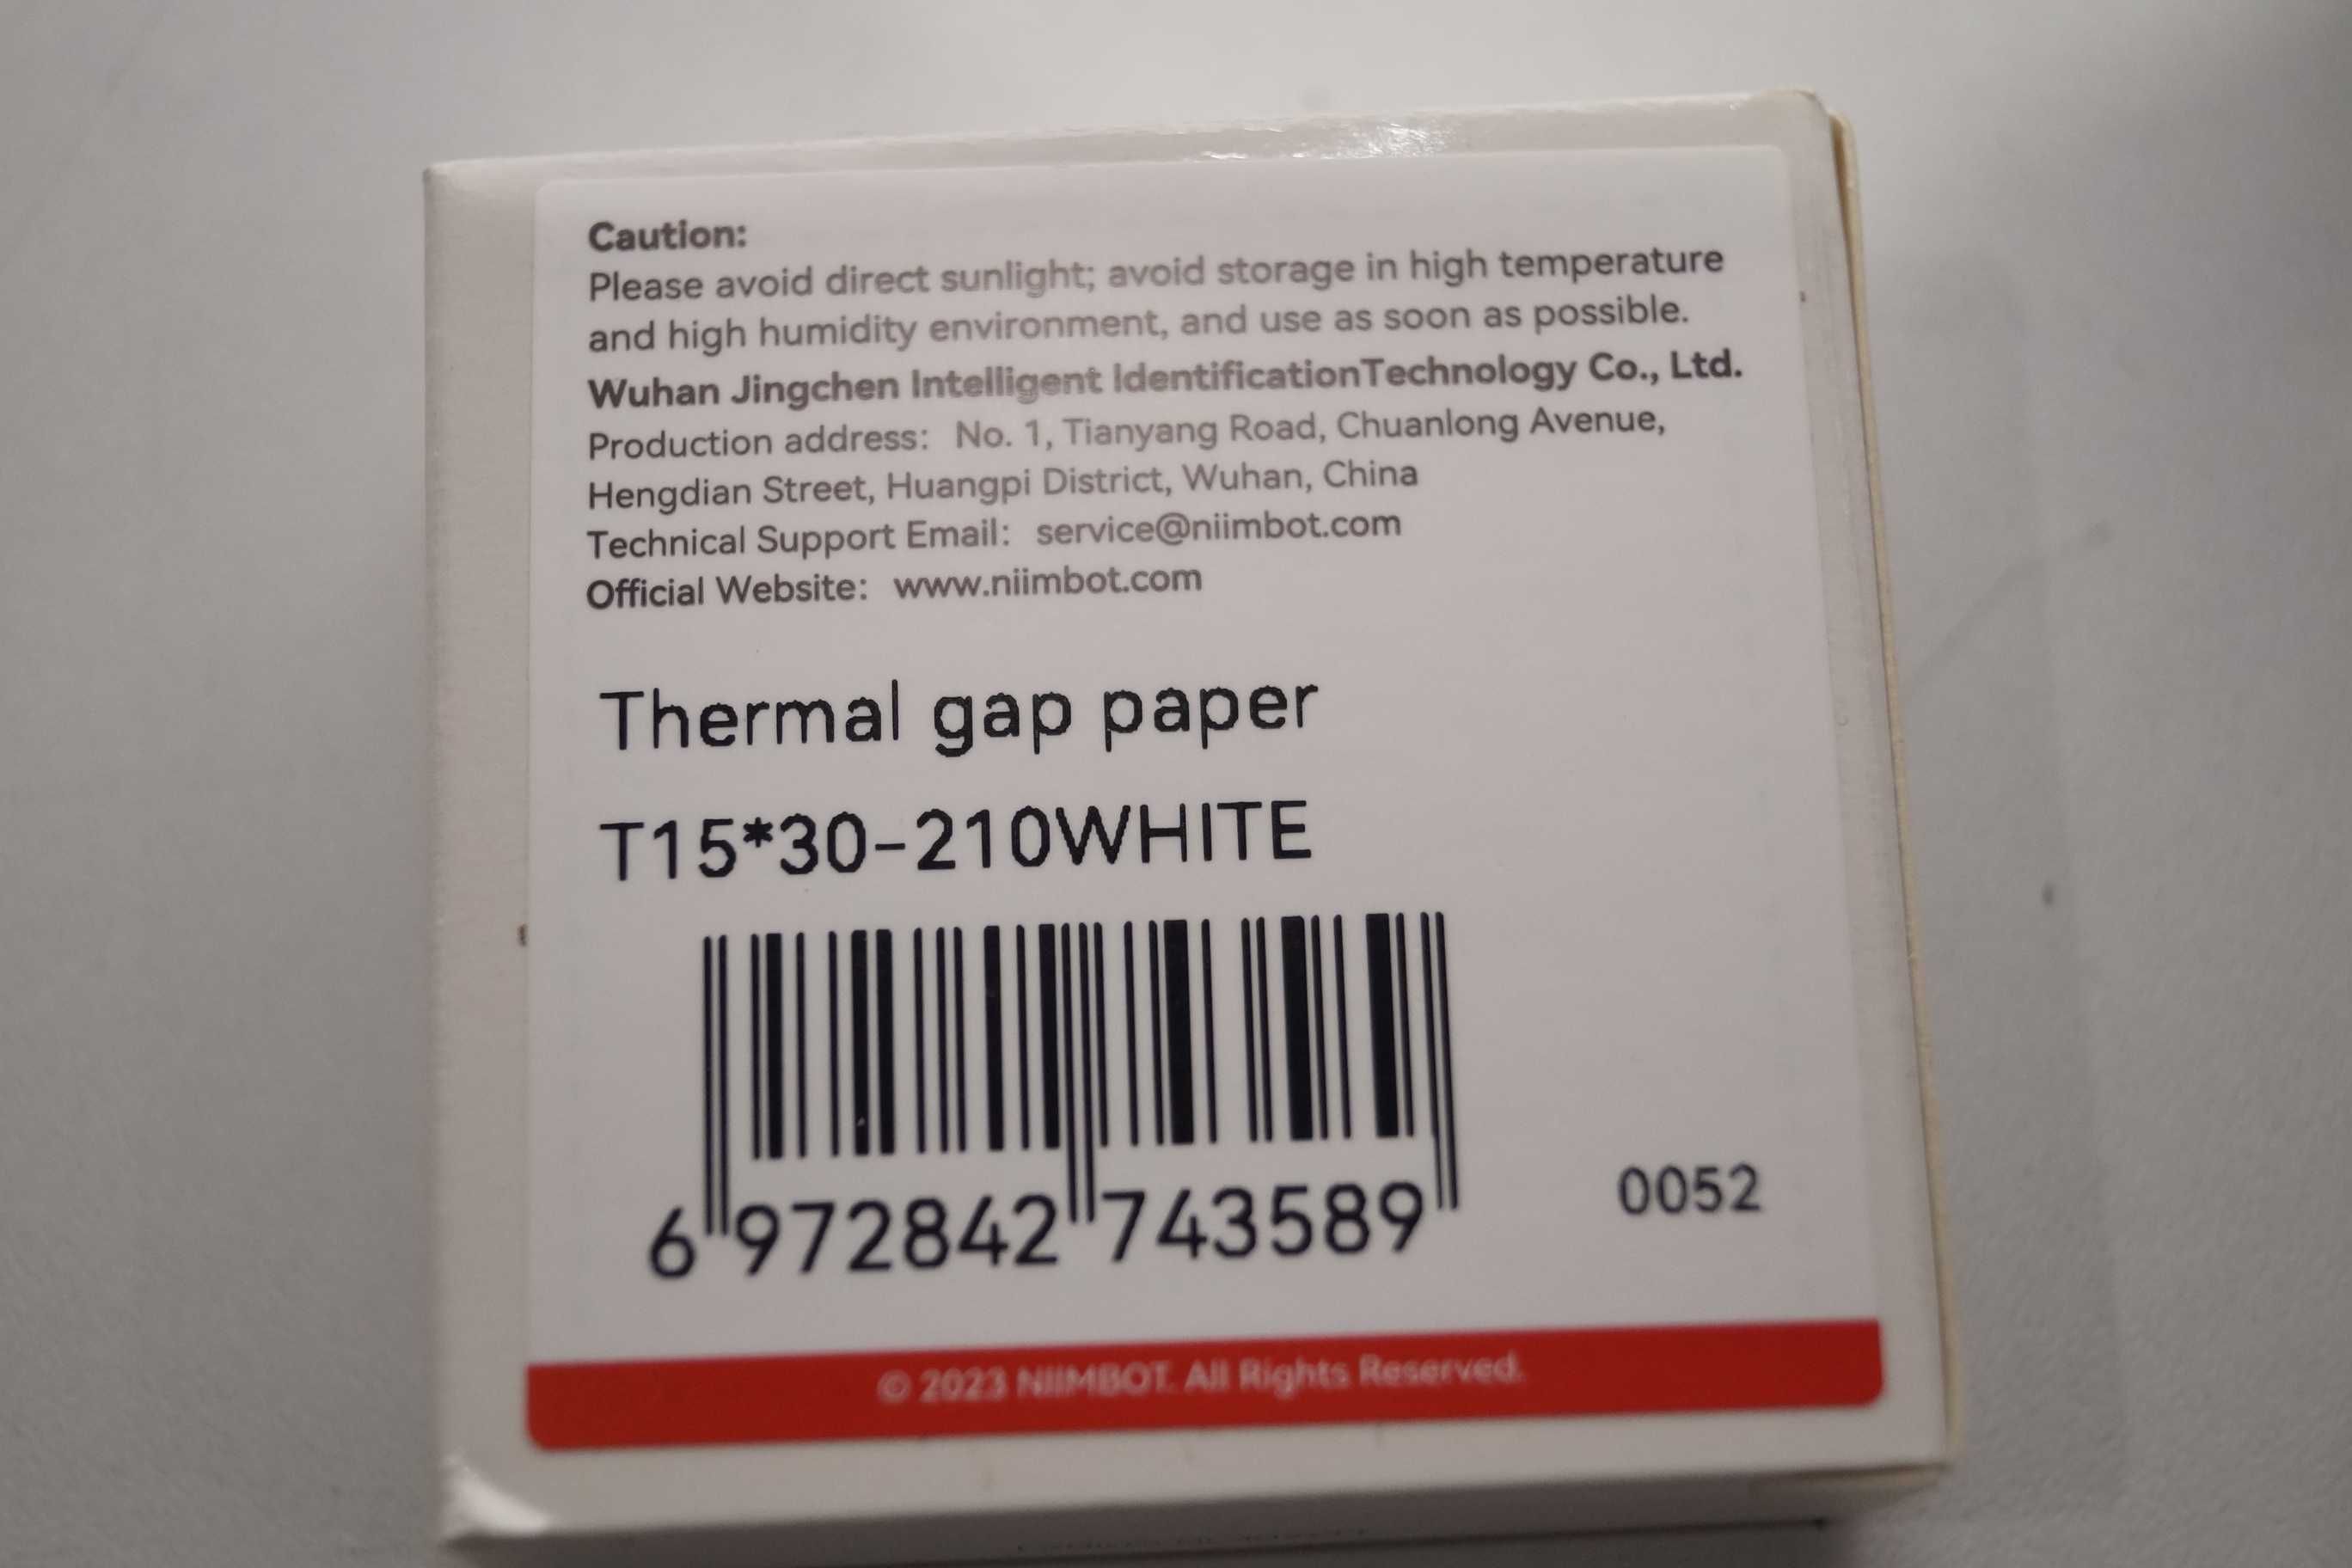 Caution:
Please avoid direct sunlight; avoid storage in high temperature
and high humidity environment, and use as soon as possible.
Wuhan Jingchen Intelligent IdentificationTechnology Co., Ltd.
Production address: No. 1, Tianyang Road, Chuanlong Avenue,
Hengdian Street, Huangpi District, Wuhan, China
Technical Support Email: service@niimbot.com
Official Website: www.niimbot.com
Thermal gap paper
T15*30-210WHITE
6 972842 743589
0052
© 2023 NIIMBOT. All Rights Reserved.